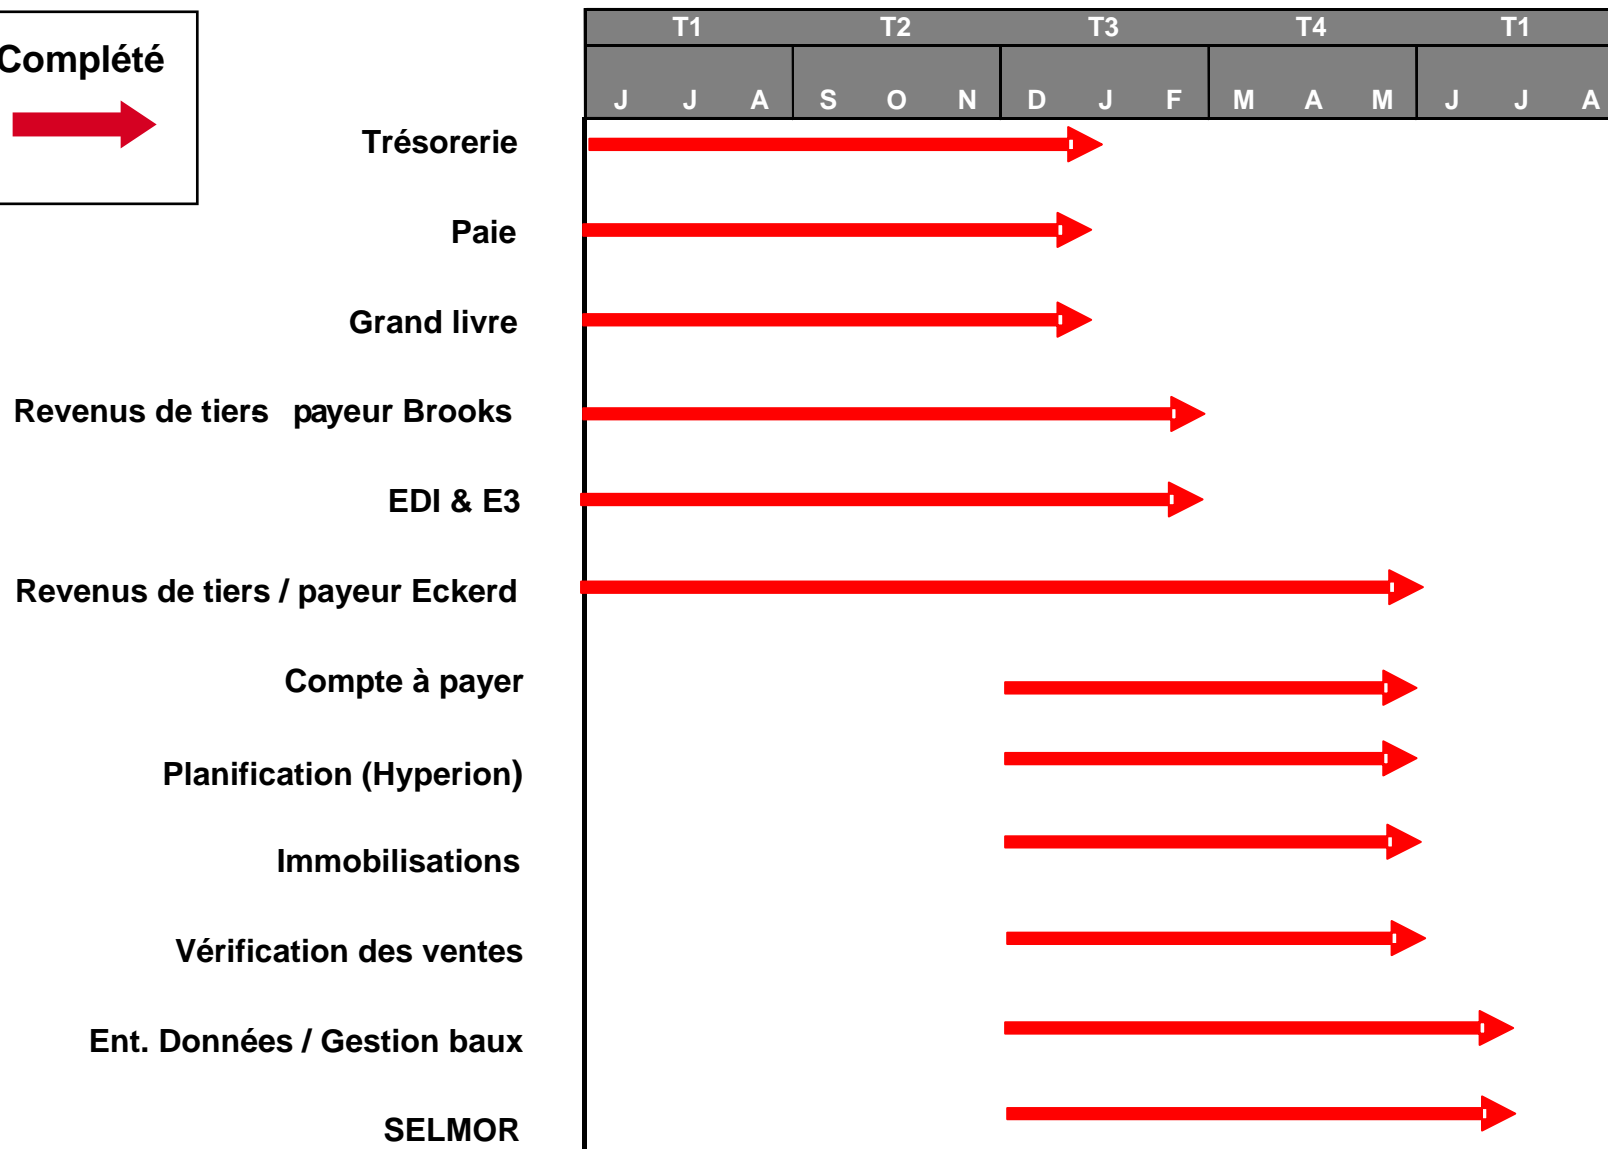 Complété
T1 T2 T3 T4 T1
J J A S O N D J F M A M J J A
Trésorerie
Paie
Grand livre
Revenus de tiers payeur Brooks
EDI & E3
Revenus de tiers / payeur Eckerd
Compte à payer
Planification (Hyperion)
Immobilisations
Vérification des ventes
Ent. Données / Gestion baux
SELMOR